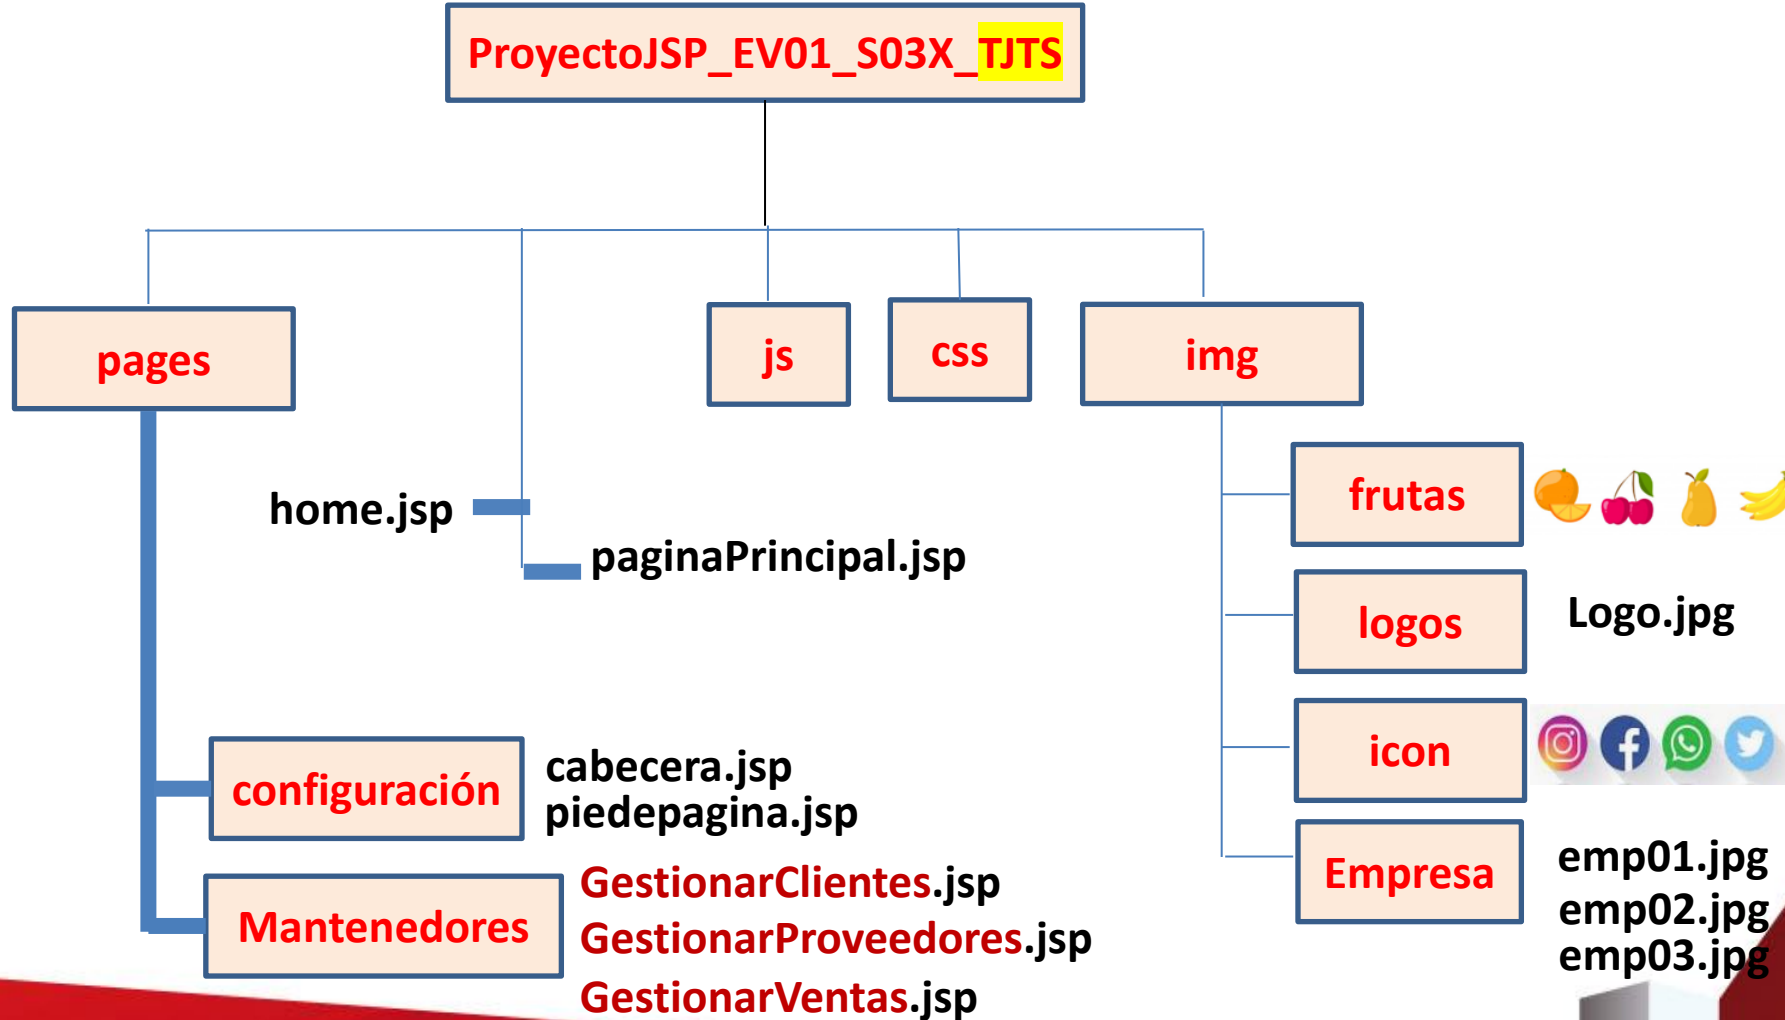 ProyectoJSP_EV01_S03X_TJTS
pages
js
css
img
home.jsp
paginaPrincipal.jsp
frutas
logos
Logo.jpg
icon
configuración
cabecera.jsp
piedepagina.jsp
Mantenedores
GestionarClientes.jsp
GestionarProveedores.jsp
GestionarVentas.jsp
Empresa
emp01.jpg
emp02.jpg
emp03.jpg